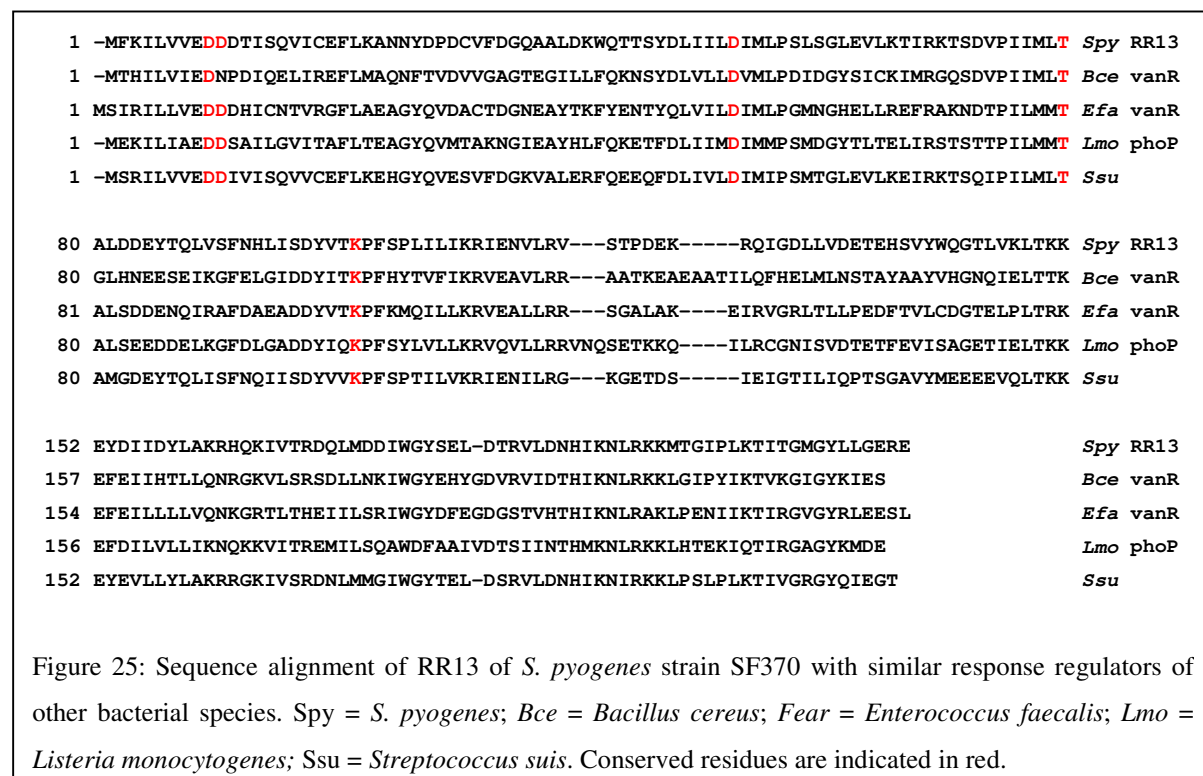 1 -MFKILVVEDDDTISQVICEFLKANNYDPDCVFDGQAALDKWQTTSYDLIILDIMLPSLSGLEVLKTIRKTSDVPIIMLT Spy RR13
1 -MTHILVIEDNPDIQELIREFLMAQNFTVDVVGAGTEGILLFQKNSYDLVLLDVMLPDIDGYSICKIMRGQSDVPIIMLT Bce vanR
1 MSIRILLVEDDDHICNTVRGFLAEAGYQVDACTDGNEAYTKFYENTYQLVILDIMLPGMNGHELLREFRAKNDTPILMMT Efa vanR
1 -MEKILIAEDDSAILGVITAFLTEAGYQVMTAKNGIEAYHLFQKETFDLIIMDIMMPSMDGYTLTELIRSTSTTPILMMT Lmo phoP
1 -MSRILVVEDDIVISQVVCEFLKEHGYQVESVFDGKVALERFQEEQFDLIVLDIMIPSMTGLEVLKEIRKTSQIPILMLT Ssu
80 ALDDEYTQLVSFNHLISDYVTKPFSPLILIKRIENVLRV---STPDEK-----RQIGDLLVDETEHSVYWQGTLVKLTKK Spy RR13
80 GLHNEESEIKGFELGIDDYITKPFHYTVFIKRVEAVLRR---AATKEAEAATILQFHELMLNSTAYAAYVHGNQIELTTK Bce vanR
81 ALSDDENQIRAFDAEADDYVTKPFKMQILLKRVEALLRR---SGALAK----EIRVGRLTLLPEDFTVLCDGTELPLTRK Efa vanR
80 ALSEEDDELKGFDLGADDYIQKPFSYLVLLKRVQVLLRRVNQSETKKQ----ILRCGNISVDTETFEVISAGETIELTKK Lmo phoP
80 AMGDEYTQLISFNQIISDYVVKPFSPTILVKRIENILRG---KGETDS-----IEIGTILIQPTSGAVYMEEEEVQLTKK Ssu
152 EYDIIDYLAKRHQKIVTRDQLMDDIWGYSEL-DTRVLDNHIKNLRKKMTGIPLKTITGMGYLLGERE Spy RR13
157 EFEIIHTLLQNRGKVLSRSDLLNKIWGYEHYGDVRVIDTHIKNLRKKLGIPYIKTVKGIGYKIES Bce vanR
154 EFEILLLLVQNKGRTLTHEIILSRIWGYDFEGDGSTVHTHIKNLRAKLPENIIKTIRGVGYRLEESL Efa vanR
156 EFDILVLLIKNQKKVITREMILSQAWDFAAIVDTSIINTHMKNLRKKLHTEKIQTIRGAGYKMDE Lmo phoP
152 EYEVLLYLAKRRGKIVSRDNLMMGIWGYTEL-DSRVLDNHIKNIRKKLPSLPLKTIVGRGYQIEGT Ssu
Figure 25: Sequence alignment of RR13 of S. pyogenes strain SF370 with similar response regulators of
other bacterial species. Spy = S. pyogenes; Bce = Bacillus cereus; Fear = Enterococcus faecalis; Lmo =
Listeria monocytogenes; Ssu = Streptococcus suis. Conserved residues are indicated in red.